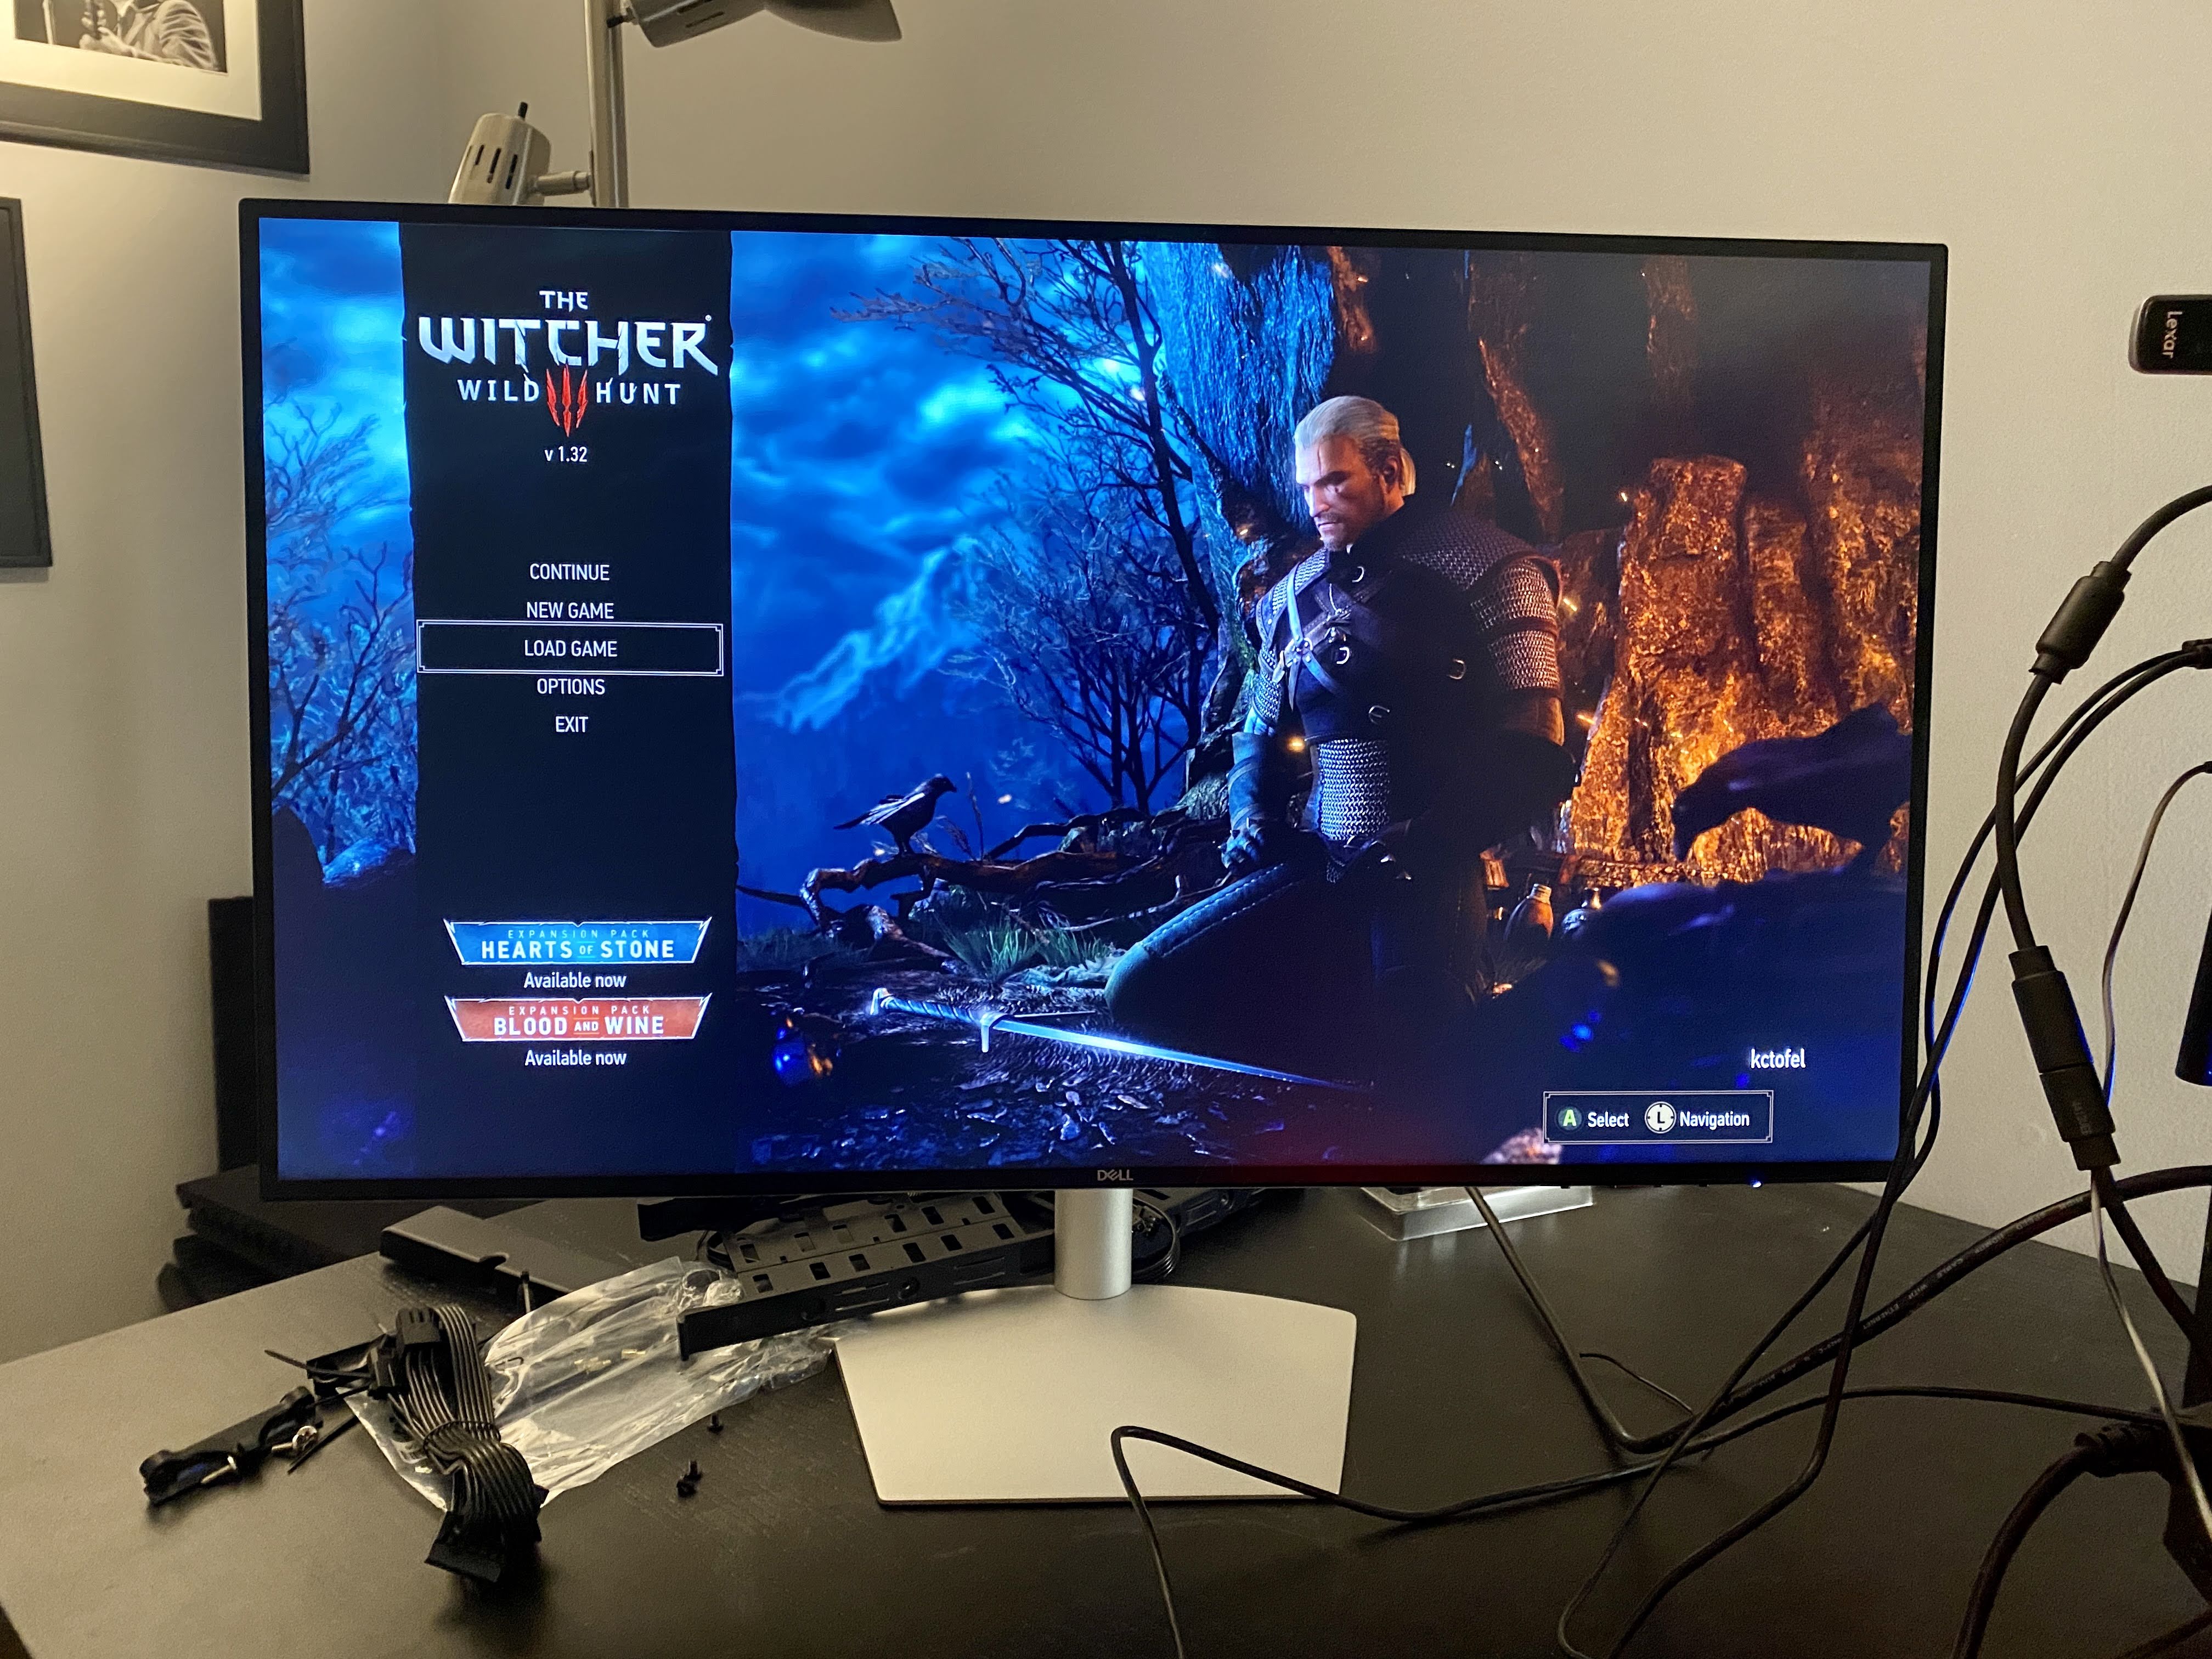 THE
WITCHER
WILD HUNT
v 1.32
CONTINUE
NEW GAME
LOAD GAME
OPTIONS
EXIT
EXPANSION PACK
HEARTS OF STONE
Available now
EXPANSION PACK
BLOOD AND WINE
Available now
kctofel
A Select L Navigation
DELL
Lexar